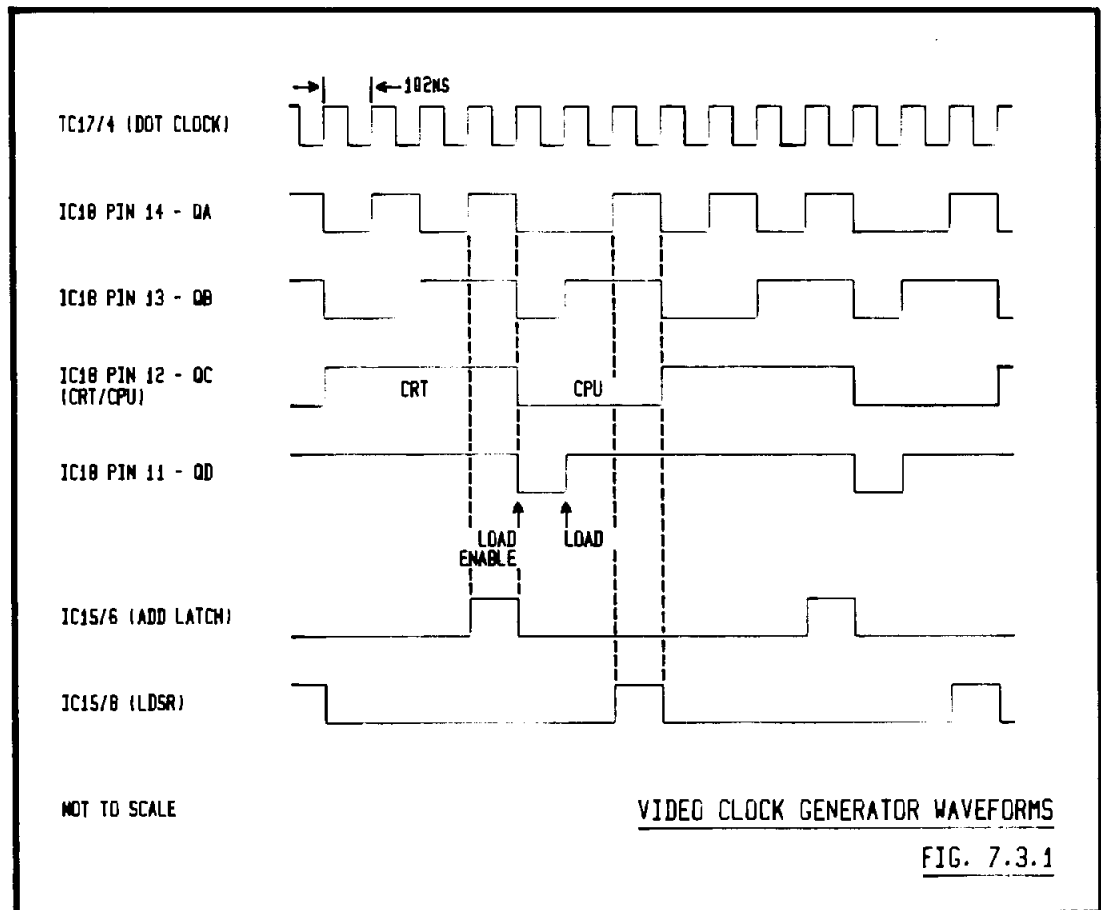 102NS
TC17/4 (DOT CLOCK)
IC18 PIN 14 - QA
IC18 PIN 13 - QB
IC18 PIN 12 - QC
(CRT/CPU)
CRT
CPU
IC18 PIN 11 - QD
LOAD
ENABLE
LOAD
IC15/6 (ADD LATCH)
IC15/8 (LDSR)
NOT TO SCALE
VIDEO CLOCK GENERATOR WAVEFORMS
FIG. 7.3.1